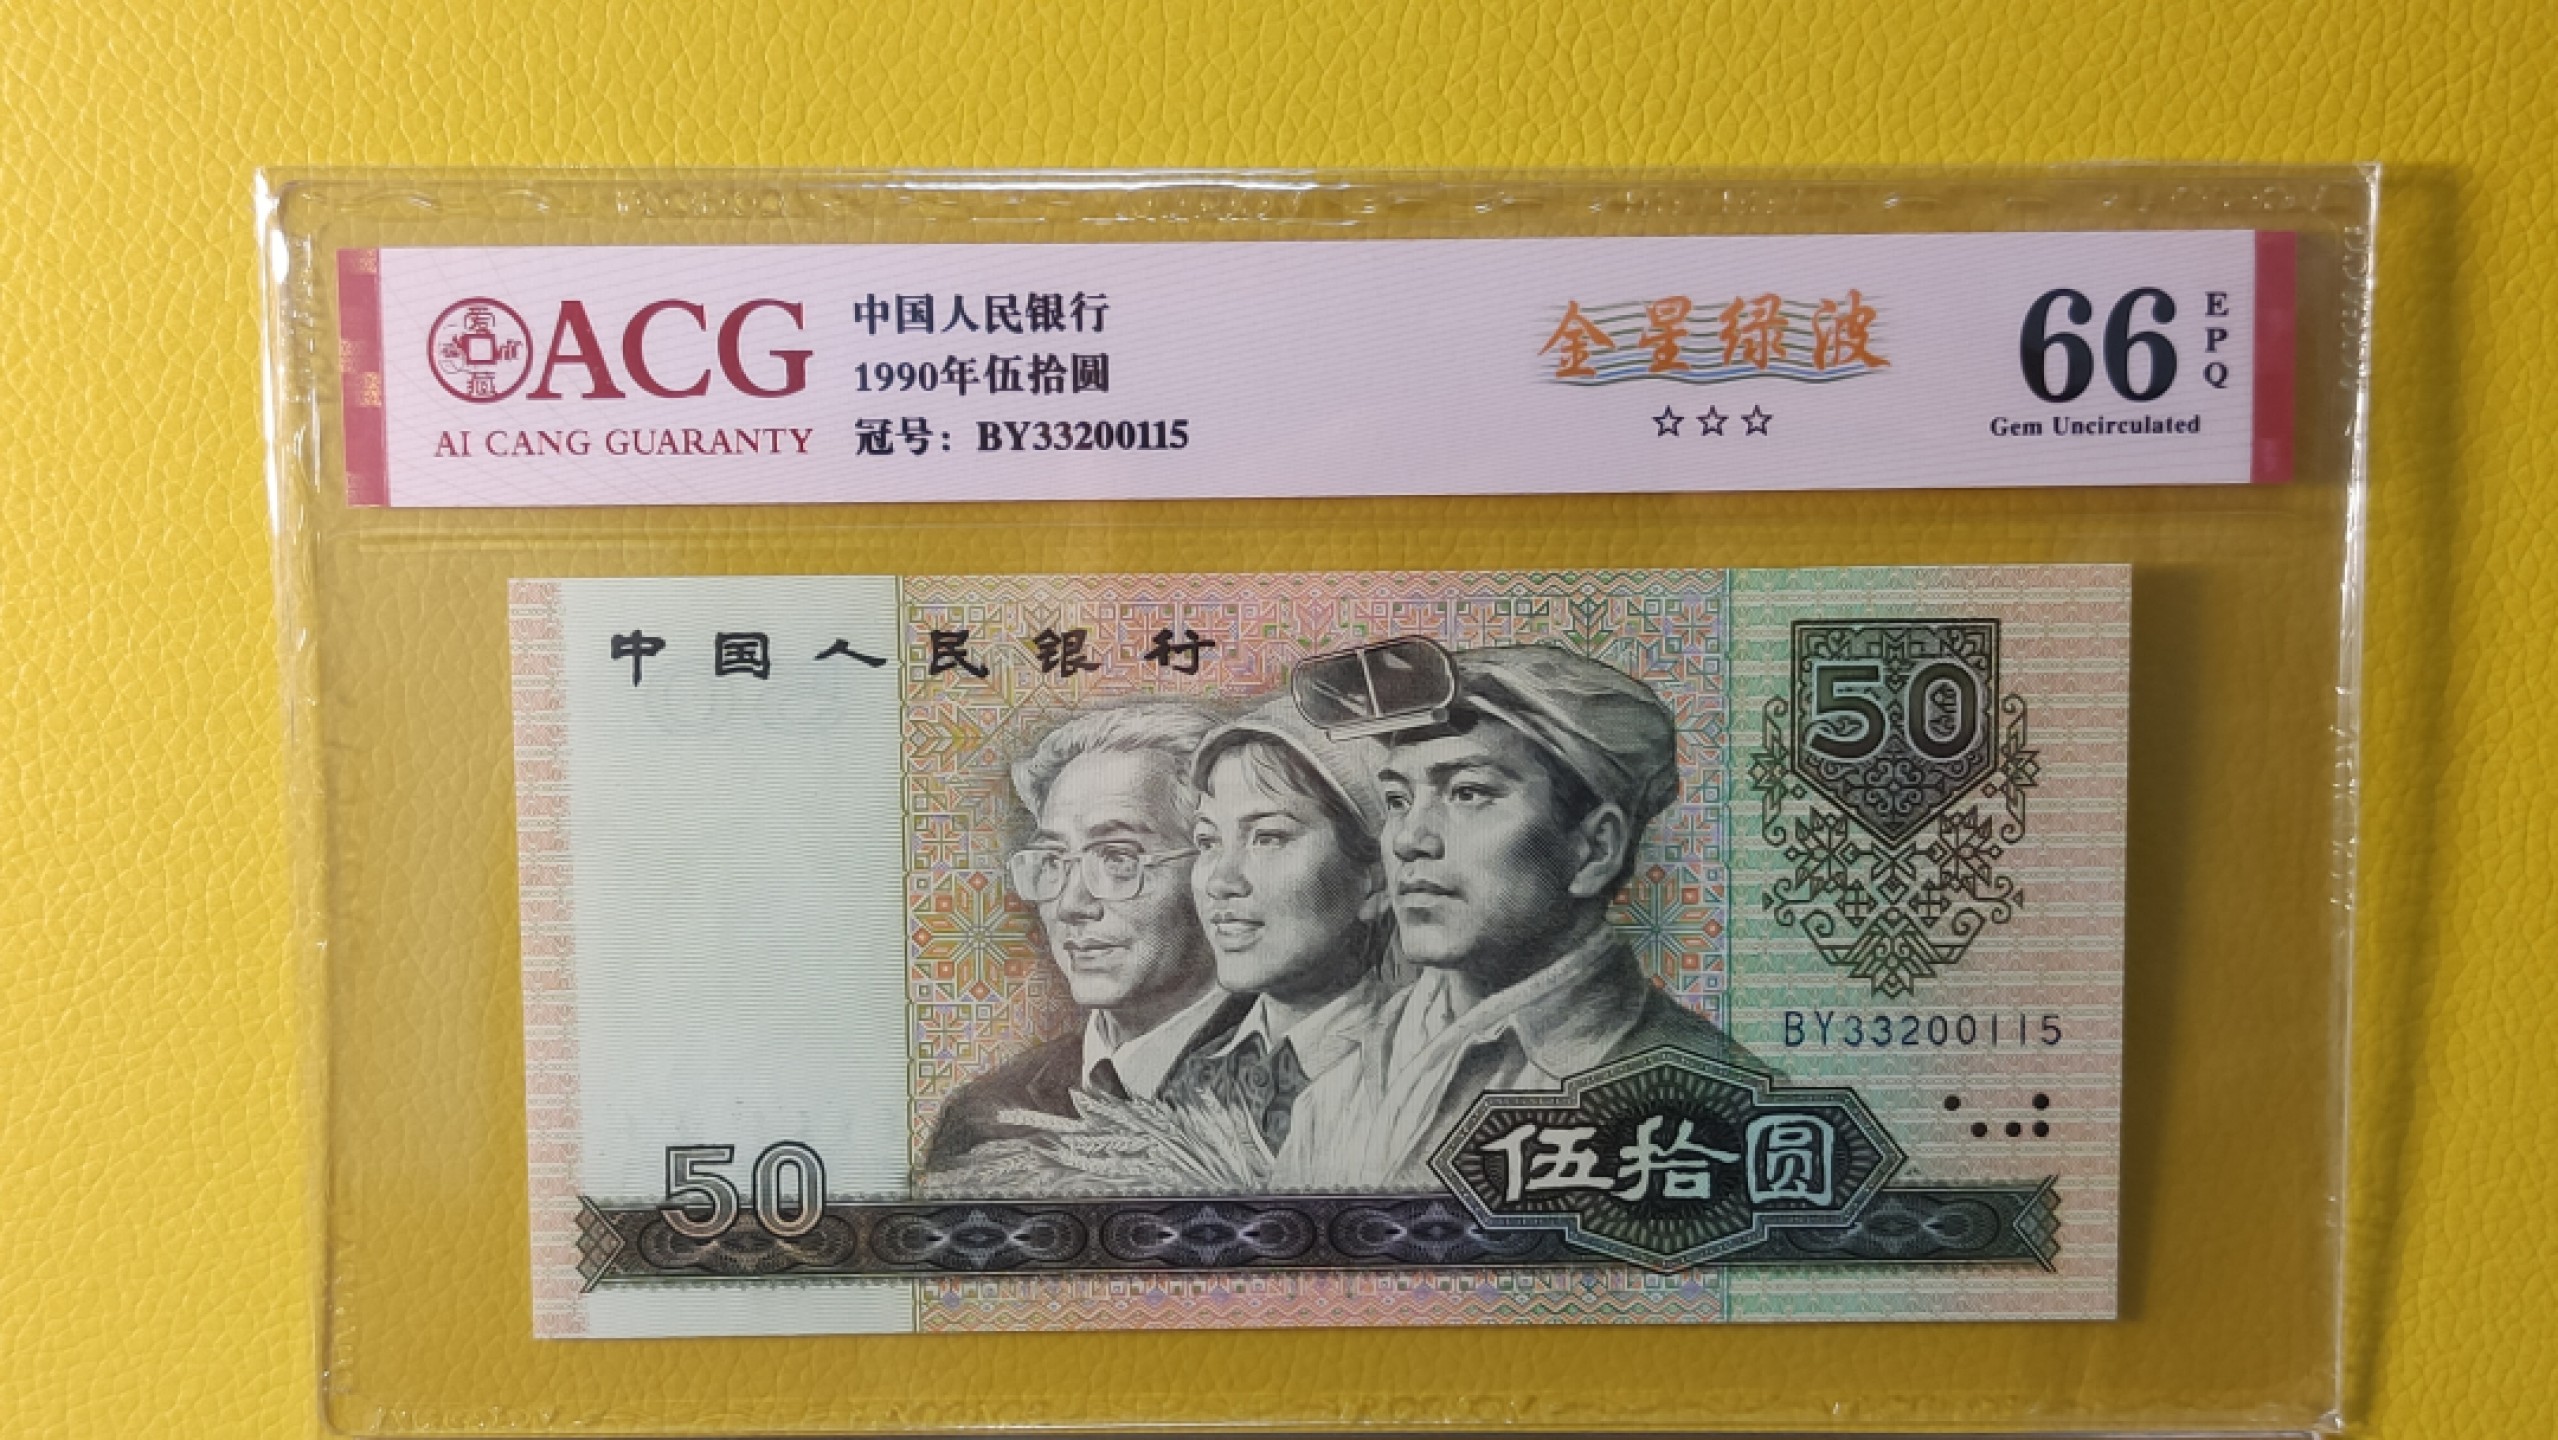 ACG
AI CANG GUARANTY
中国人民银行
1990年伍拾圆
冠号：BY33200115
金星绿波
☆☆☆
66
EPQ
Gem Uncirculated
中国人民银行
50
BY33200115
50
伍拾圆